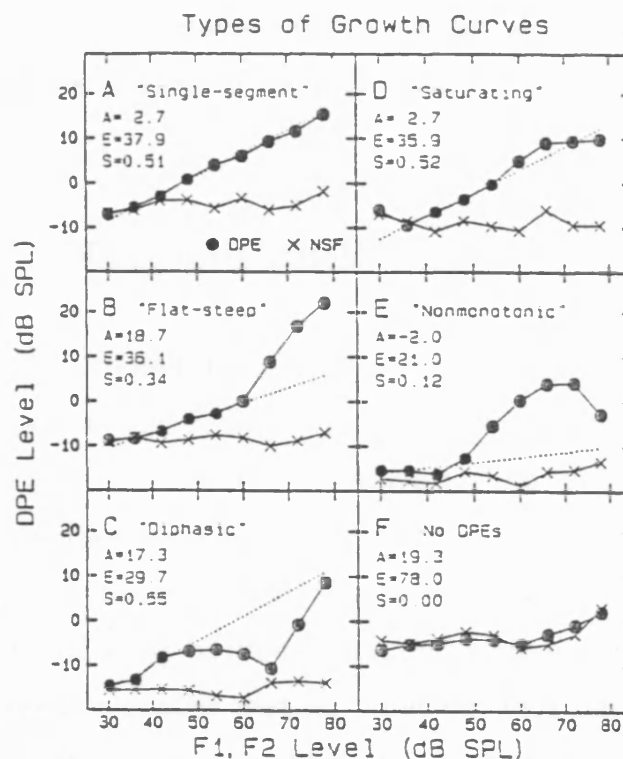 Types of Growth Curves
A "Single-segment"
A= 2.7
E=37.9
S=0.51
DPE × NSF
D "Saturating"
A= 2.7
E=35.9
S=0.52
B "Flat-steep"
A=18.7
E=36.1
S=0.34
E "Nonmonotonic"
A=-2.0
E=21.0
S=0.12
C "Diphasic"
A=17.3
E=29.7
S=0.55
F No DPEs
A=19.3
E=78.0
S=0.00
20
10
0
-10
20
10
0
-10
20
10
0
-10
DPE Level (dB SPL)
30 40 50 60 70 80
30 40 50 60 70 80
F1, F2 Level (dB SPL)